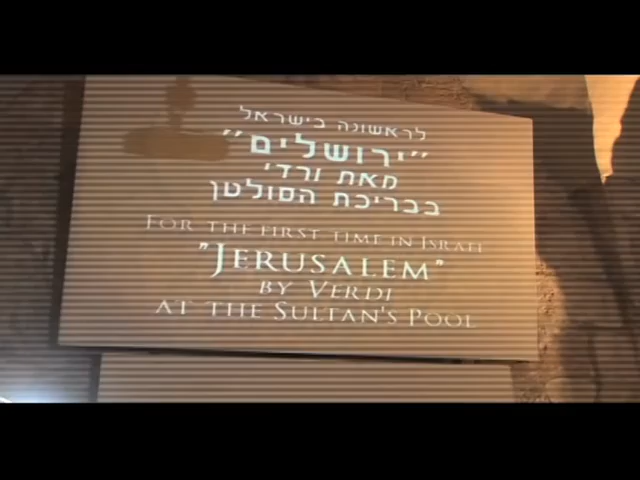 לראשונה בישראל
"ירושלים"
מאת ורדי
בבריכת הסולטן
FOR THE FIRST TIME IN ISRAEL
"JERUSALEM"
BY VERDI
AT THE SULTAN'S POOL